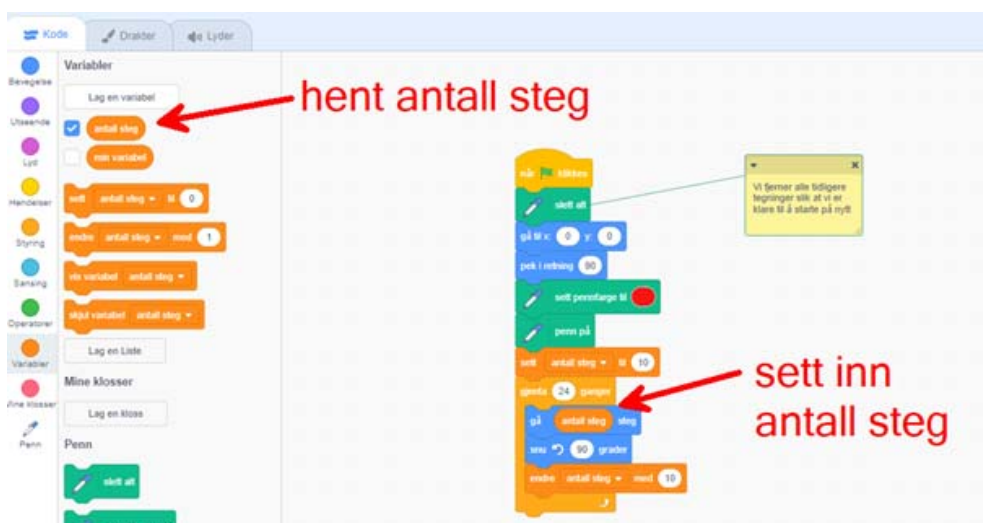 Kode
Drakter
Lyder
Bevegelse
Utseende
Lyd
Hendelser
Styring
Sansing
Operatorer
Variabler
Mine klosser
Penn
Variabler
Lag en variabel
antall steg
min variabel
sett antall steg til 0
endre antall steg med 1
vis variabel antall steg
skjul variabel antall steg
Lag en Liste
Mine klosser
Lag en kloss
Penn
slett alt
hent antall steg
når klikkes
slett alt
gå til x: 0 y: 0
pek i retning 90
sett pennfarge til
penn på
sett antall steg til 10
gjenta 24 ganger
gå antall steg steg
snu 90 grader
endre antall steg med 10
Vi fjerner alle tidligere
tegninger slik at vi er
klare til å starte på nytt
sett inn
antall steg